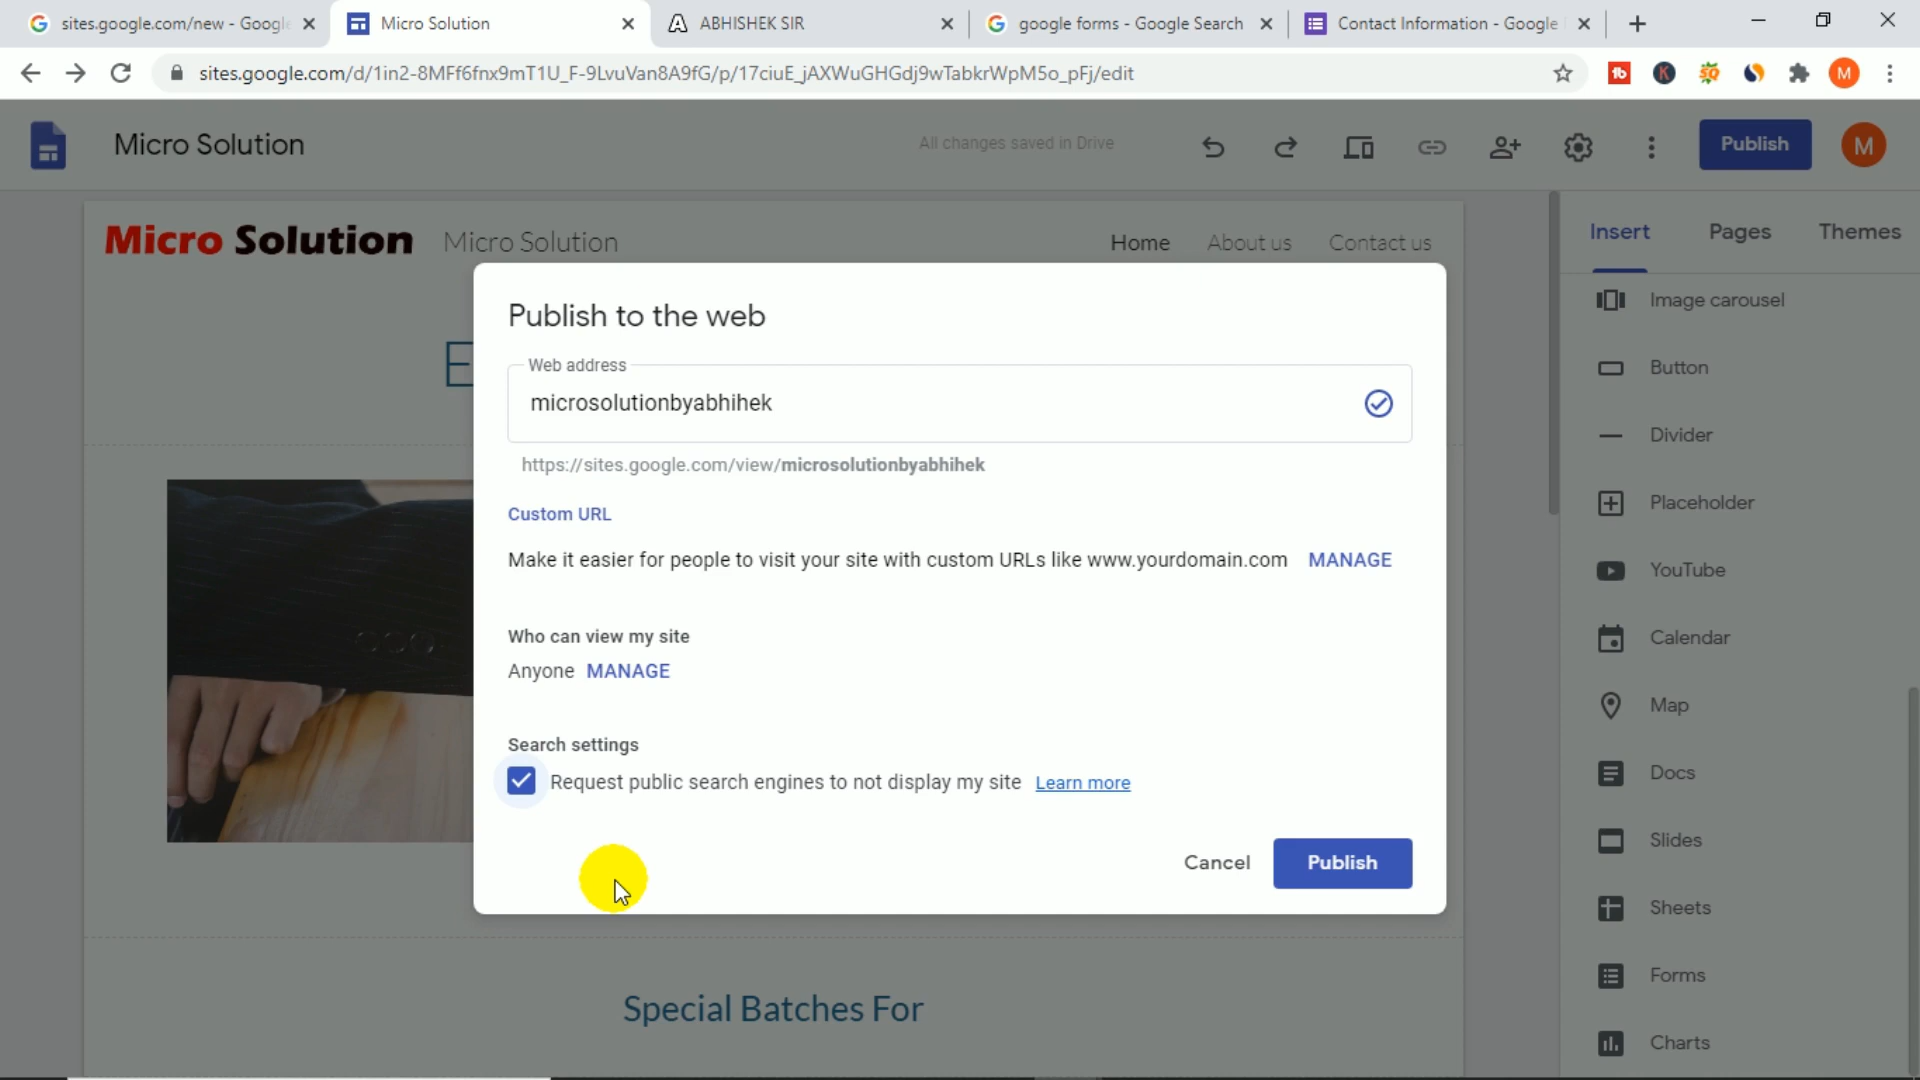 sites.google.com/new - Google
Micro Solution
ABHISHEK SIR
google forms - Google Search
Contact Information - Google
sites.google.com/d/1in2-8MFf6fnx9mT1U_F-9LvuVan8A9fG/p/17ciuE_jAXWuGHGdj9wTabkrWpM5o_pFj/edit
M
Micro Solution
All changes saved in Drive
Publish
M
Micro Solution
Micro Solution
Home
About us
Contact us
Insert
Pages
Themes
Image carousel
Button
Divider
Placeholder
YouTube
Calendar
Map
Docs
Slides
Sheets
Forms
Charts
E
Publish to the web
Web address
microsolutionbyabhihek
https://sites.google.com/view/microsolutionbyabhihek
Custom URL
Make it easier for people to visit your site with custom URLs like www.yourdomain.com MANAGE
Who can view my site
Anyone MANAGE
Search settings
Request public search engines to not display my site Learn more
Cancel
Publish
Special Batches For